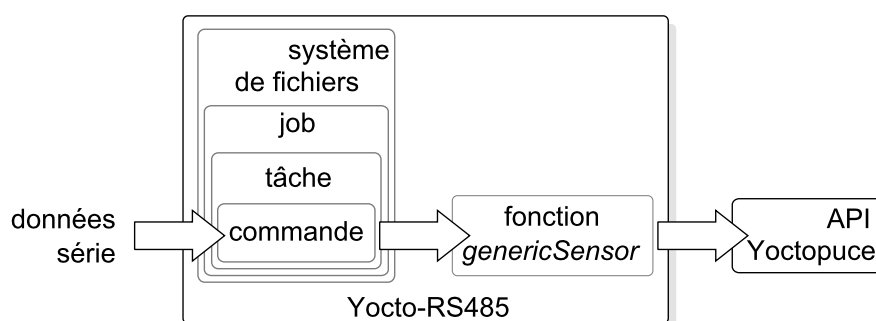 système
de fichiers
job
tâche
données
série
commande
fonction
genericSensor
API
Yoctopuce
Yocto-RS485